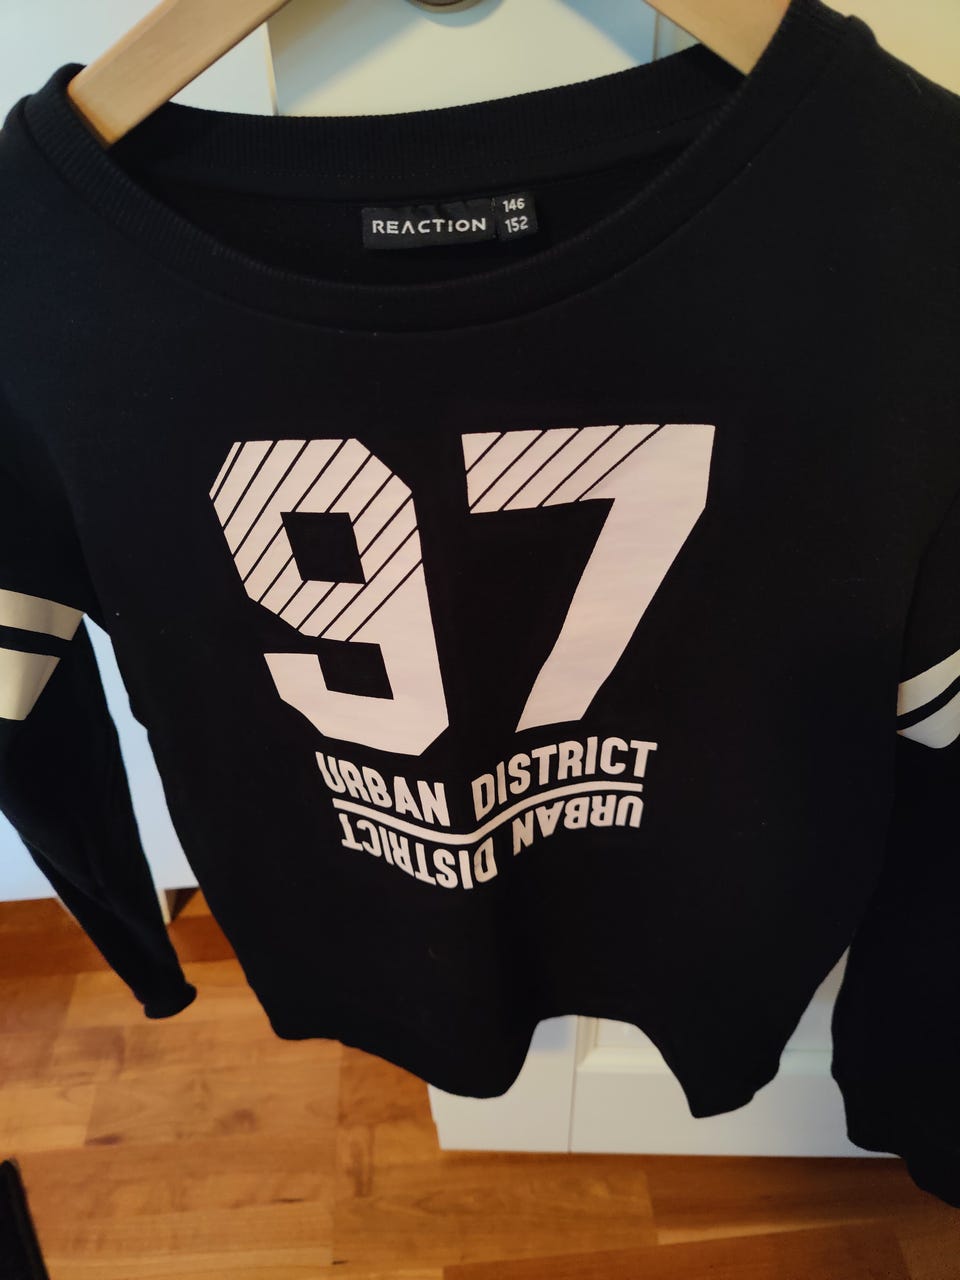 REACTION
146
152
97
URBAN DISTRICT
URBAN DISTRICT